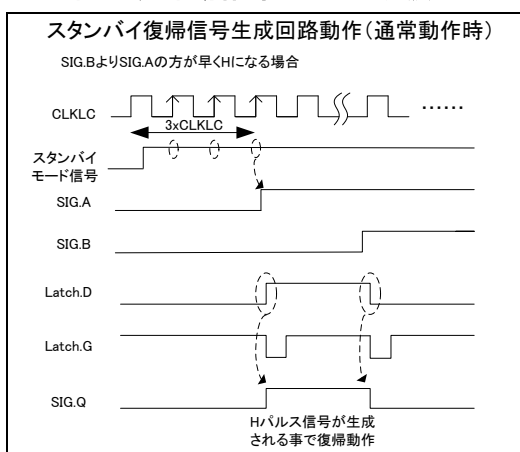 スタンバイ復帰信号生成回路動作(通常動作時)
SIG.BよりSIG.Aの方が早くHになる場合
CLKLC
......
3xCLKLC
スタンバイ
モード信号
SIG.A
SIG.B
Latch.D
Latch.G
SIG.Q
Hパルス信号が生成
される事で復帰動作